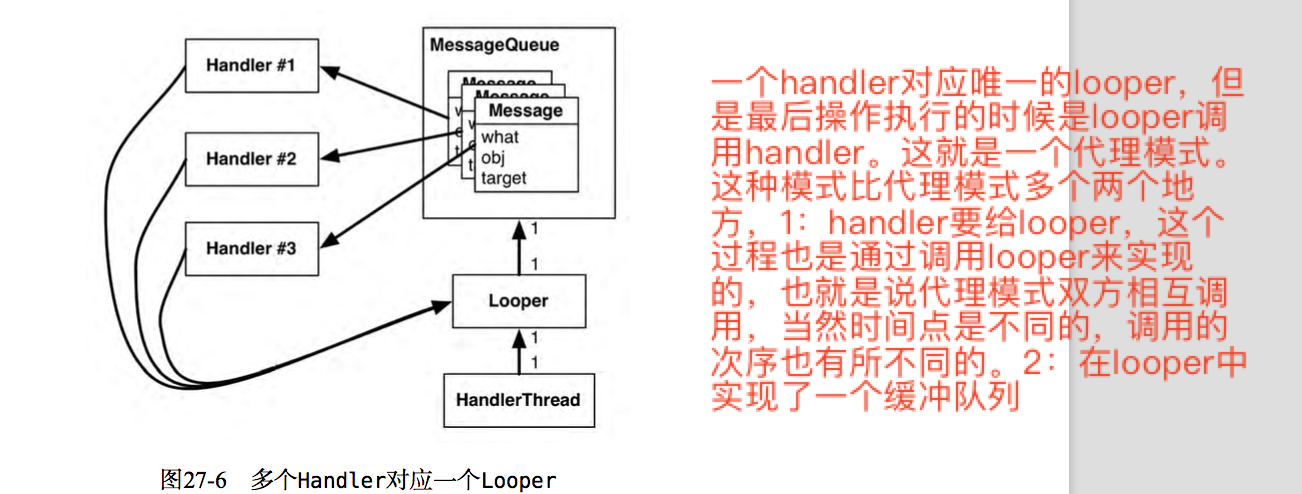 Handler #1
Handler #2
Handler #3
MessageQueue
Message
Message
Message
what
obj
target
1
1
Looper
1
1
HandlerThread
图27-6 多个Handler对应一个Looper
一个handler对应唯一的looper，但
是最后操作执行的时候是looper调
用handler。这就是一个代理模式。
这种模式比代理模式多个两个地
方，1：handler要给looper，这个
过程也是通过调用looper来实现
的，也就是说代理模式双方相互调
用，当然时间点是不同的，调用的
次序也有所不同的。2：在looper中
实现了一个缓冲队列